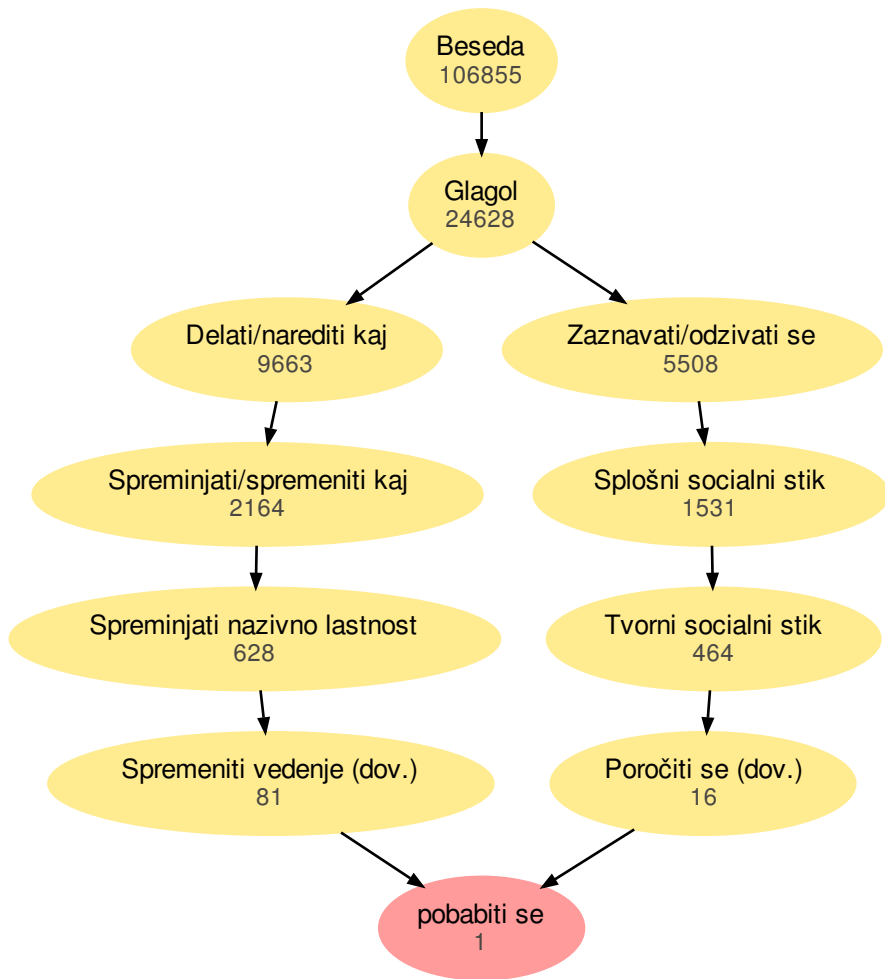 Beseda
106855
Glagol
24628
Delati/narediti kaj
9663
Zaznavati/odzivati se
5508
Spreminjati/spremeniti kaj
2164
Splošni socialni stik
1531
Spreminjati nazivno lastnost
628
Tvorni socialni stik
464
Spremeniti vedenje (dov.)
81
Poročiti se (dov.)
16
pobabiti se
1